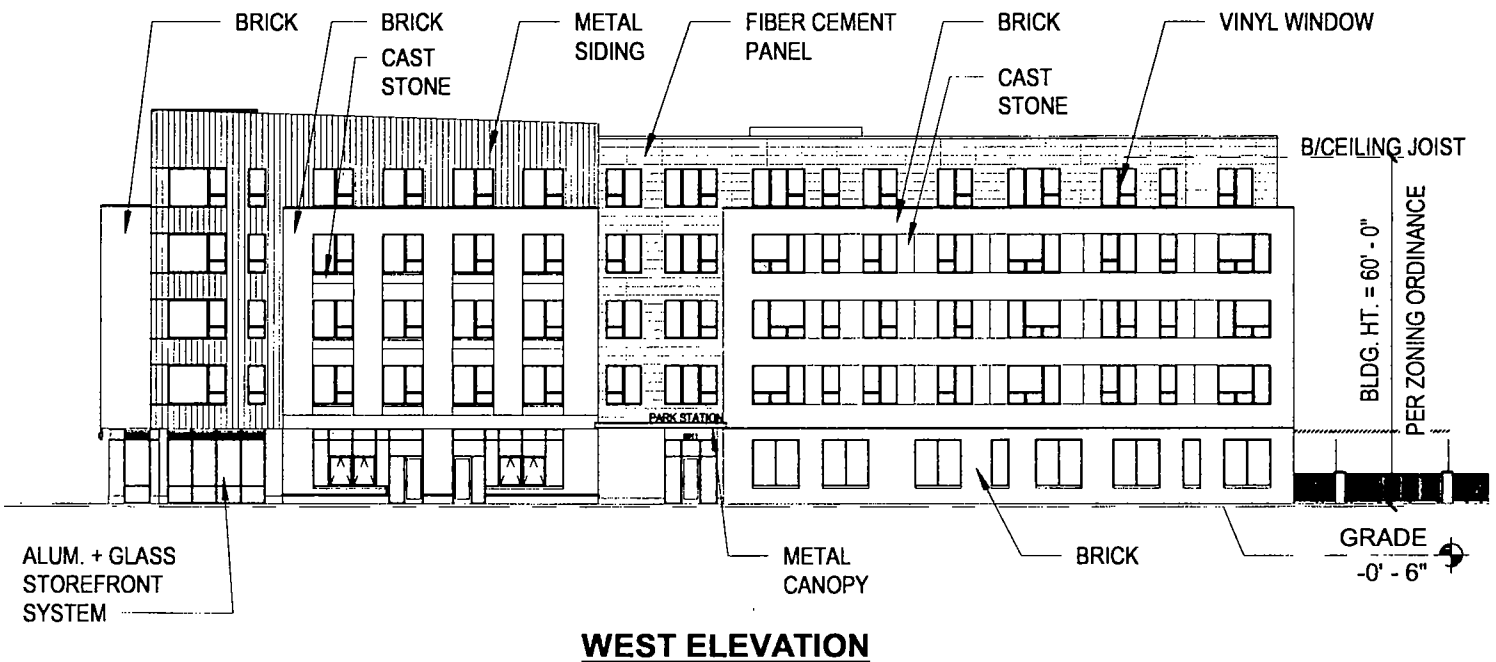 BRICK
BRICK
CAST
STONE
METAL
SIDING
FIBER CEMENT
PANEL
BRICK
CAST
STONE
VINYL WINDOW
B/CEILING JOIST
BLDG. HT. = 60' - 0"
PER ZONING ORDINANCE
PARK STATION
ALUM. + GLASS
STOREFRONT
SYSTEM
METAL
CANOPY
BRICK
GRADE
-0' - 6"
WEST ELEVATION